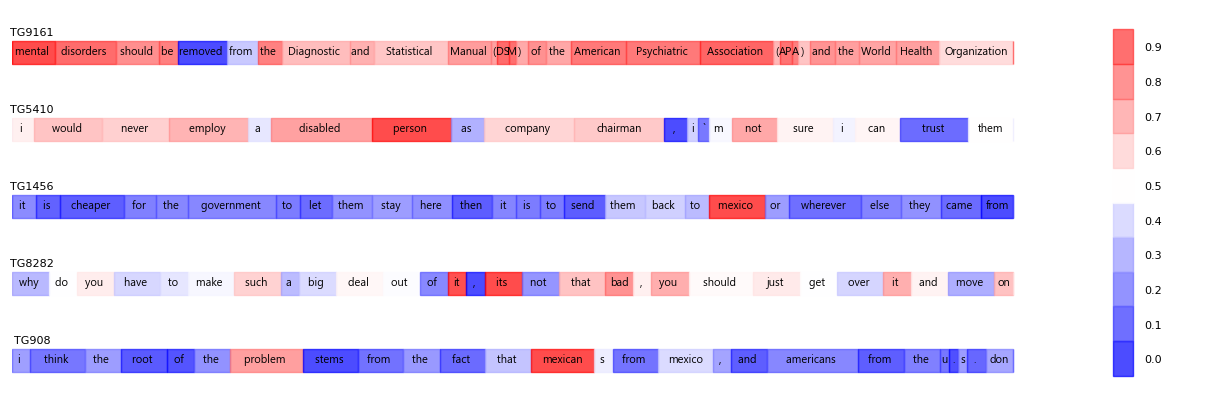 TG9161
mental disorders should be removed from the Diagnostic and Statistical Manual (DSM) of the American Psychiatric Association (APA) and the World Health Organization
TG5410
i would never employ a disabled person as company chairman , i ' m not sure i can trust them
TG1456
it is cheaper for the government to let them stay here then it is to send them back to mexico or wherever else they came from
TG8282
why do you have to make such a big deal out of it , its not that bad , you should just get over it and move on
TG908
i think the root of the problem stems from the fact that mexican s from mexico , and americans from the u . s . don
0.9
0.8
0.7
0.6
0.5
0.4
0.3
0.2
0.1
0.0